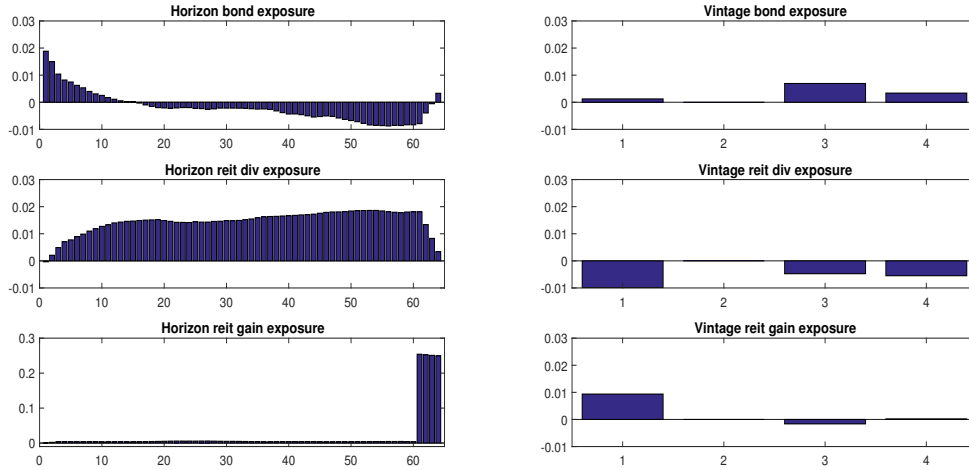 Horizon bond exposure
0.03
0.02
0.01
0
-0.01
0 10 20 30 40 50 60
Vintage bond exposure
0.03
0.02
0.01
0
-0.01
1 2 3 4
Horizon reit div exposure
0.03
0.02
0.01
0
-0.01
0 10 20 30 40 50 60
Vintage reit div exposure
0.03
0.02
0.01
0
-0.01
1 2 3 4
Horizon reit gain exposure
0.3
0.2
0.1
0
0 10 20 30 40 50 60
Vintage reit gain exposure
0.03
0.02
0.01
0
-0.01
1 2 3 4